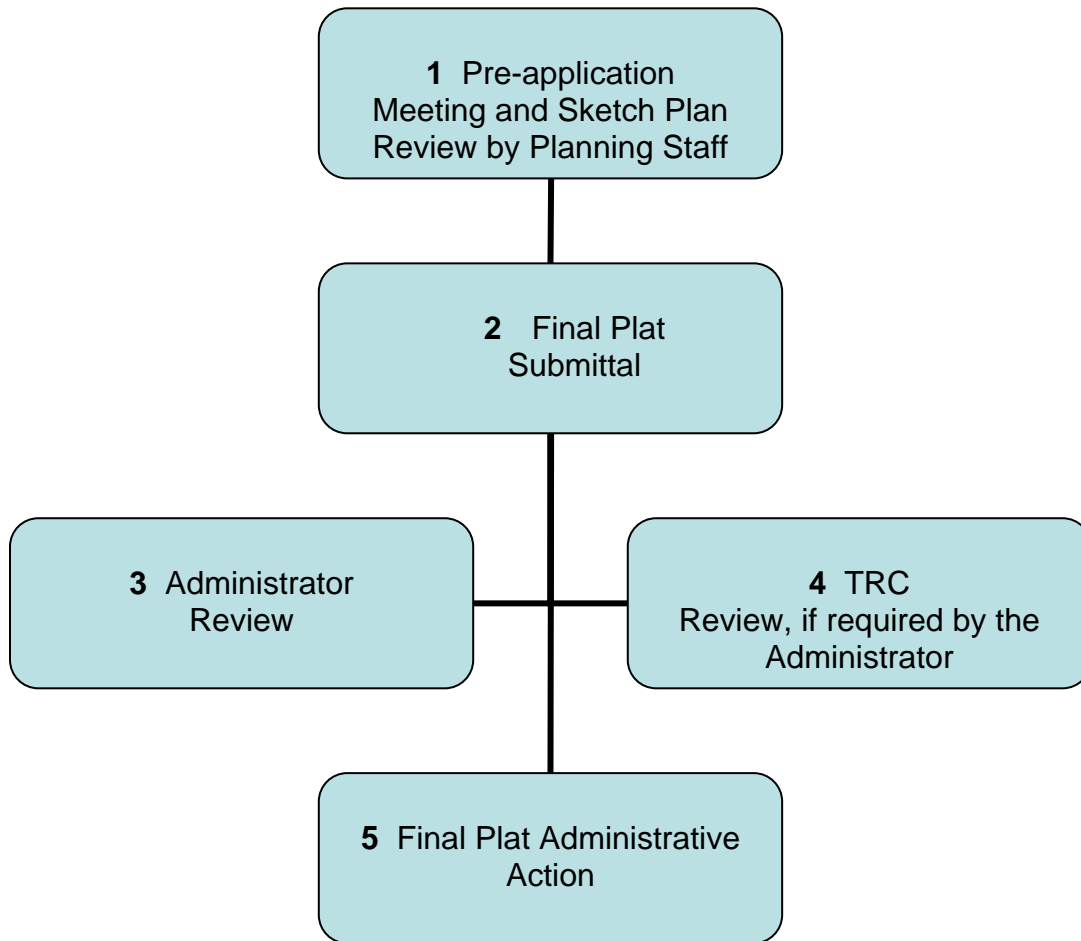 1 Pre-application
Meeting and Sketch Plan
Review by Planning Staff
2 Final Plat
Submittal
3 Administrator
Review
4 TRC
Review, if required by the
Administrator
5 Final Plat Administrative
Action